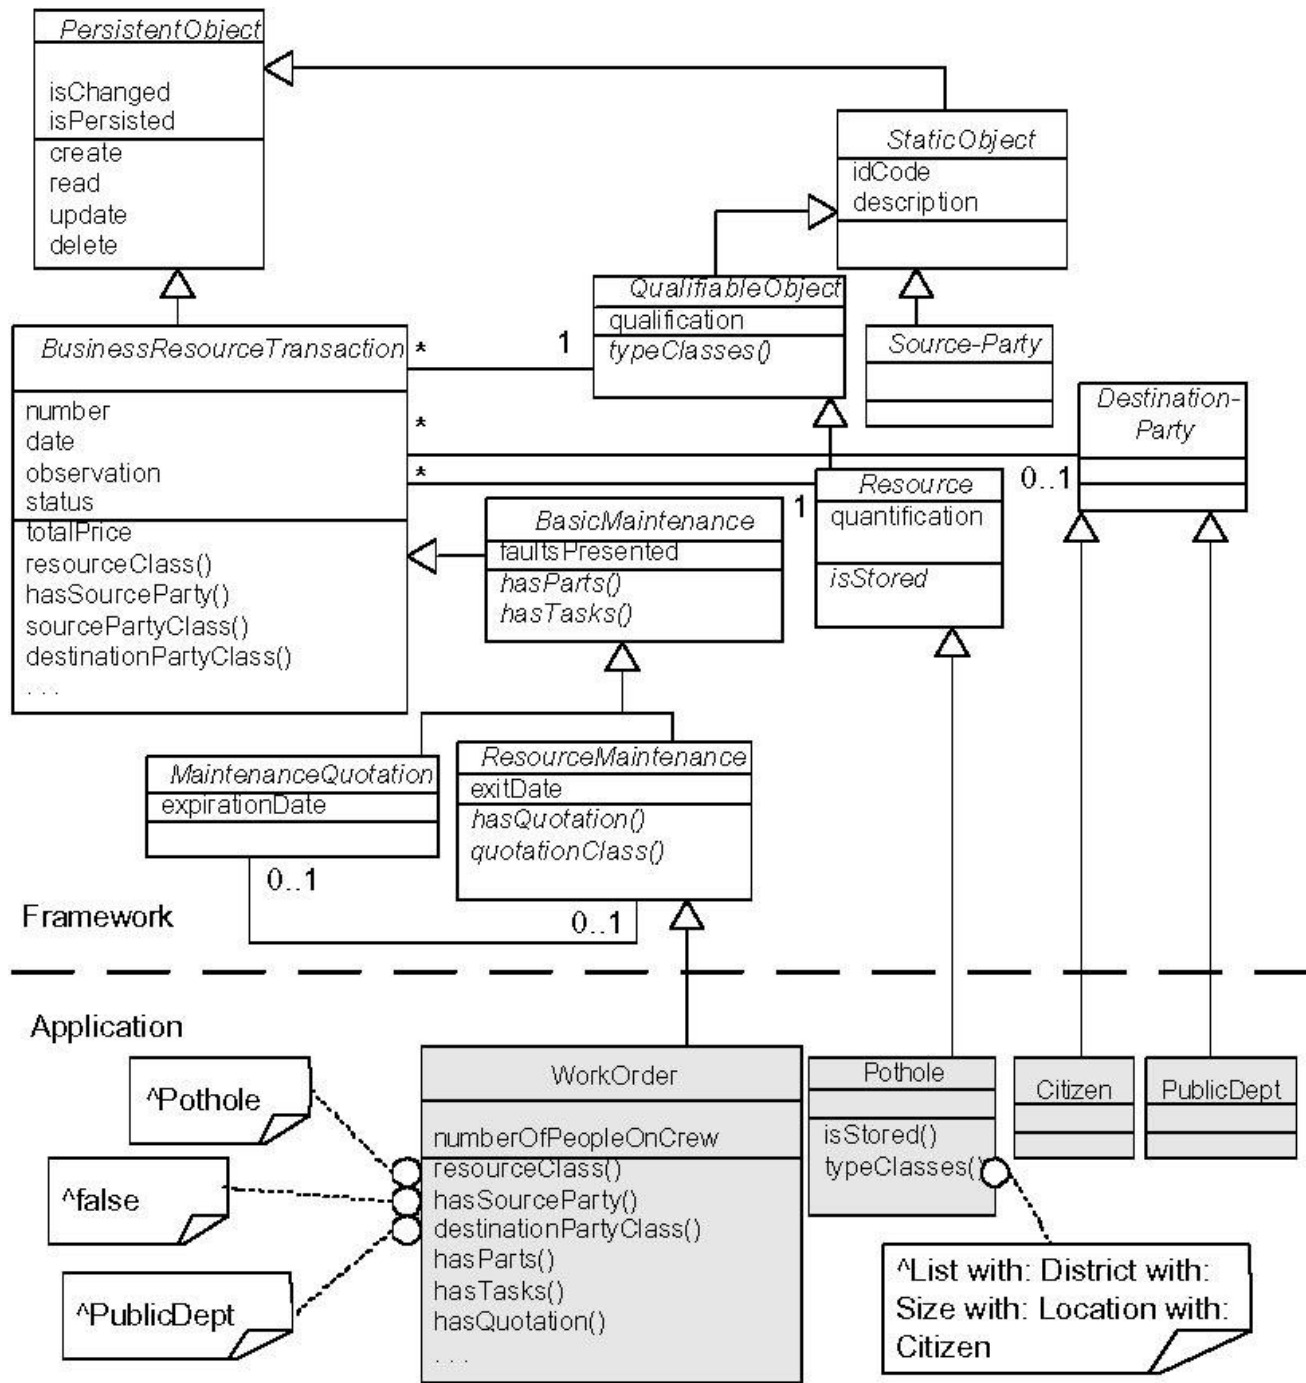 PersistentObject
isChanged
isPersisted
create
read
update
delete
StaticObject
idCode
description
QualifiableObject
qualification
typeClasses()
Source-Party
BusinessResourceTransaction
number
date
observation
status
totalPrice
resourceClass()
hasSourceParty()
sourcePartyClass()
destinationPartyClass()
. . .
*
1
*
0..1
*
1
Destination-
Party
Resource
quantification
isStored
BasicMaintenance
faultsPresented
hasParts()
hasTasks()
MaintenanceQuotation
expirationDate
ResourceMaintenance
exitDate
hasQuotation()
quotationClass()
0..1
0..1
Framework
Application
^Pothole
^false
^PublicDept
WorkOrder
numberOfPeopleOnCrew
resourceClass()
hasSourceParty()
destinationPartyClass()
hasParts()
hasTasks()
hasQuotation()
. . .
Pothole
isStored()
typeClasses()
Citizen
PublicDept
^List with: District with:
Size with: Location with:
Citizen